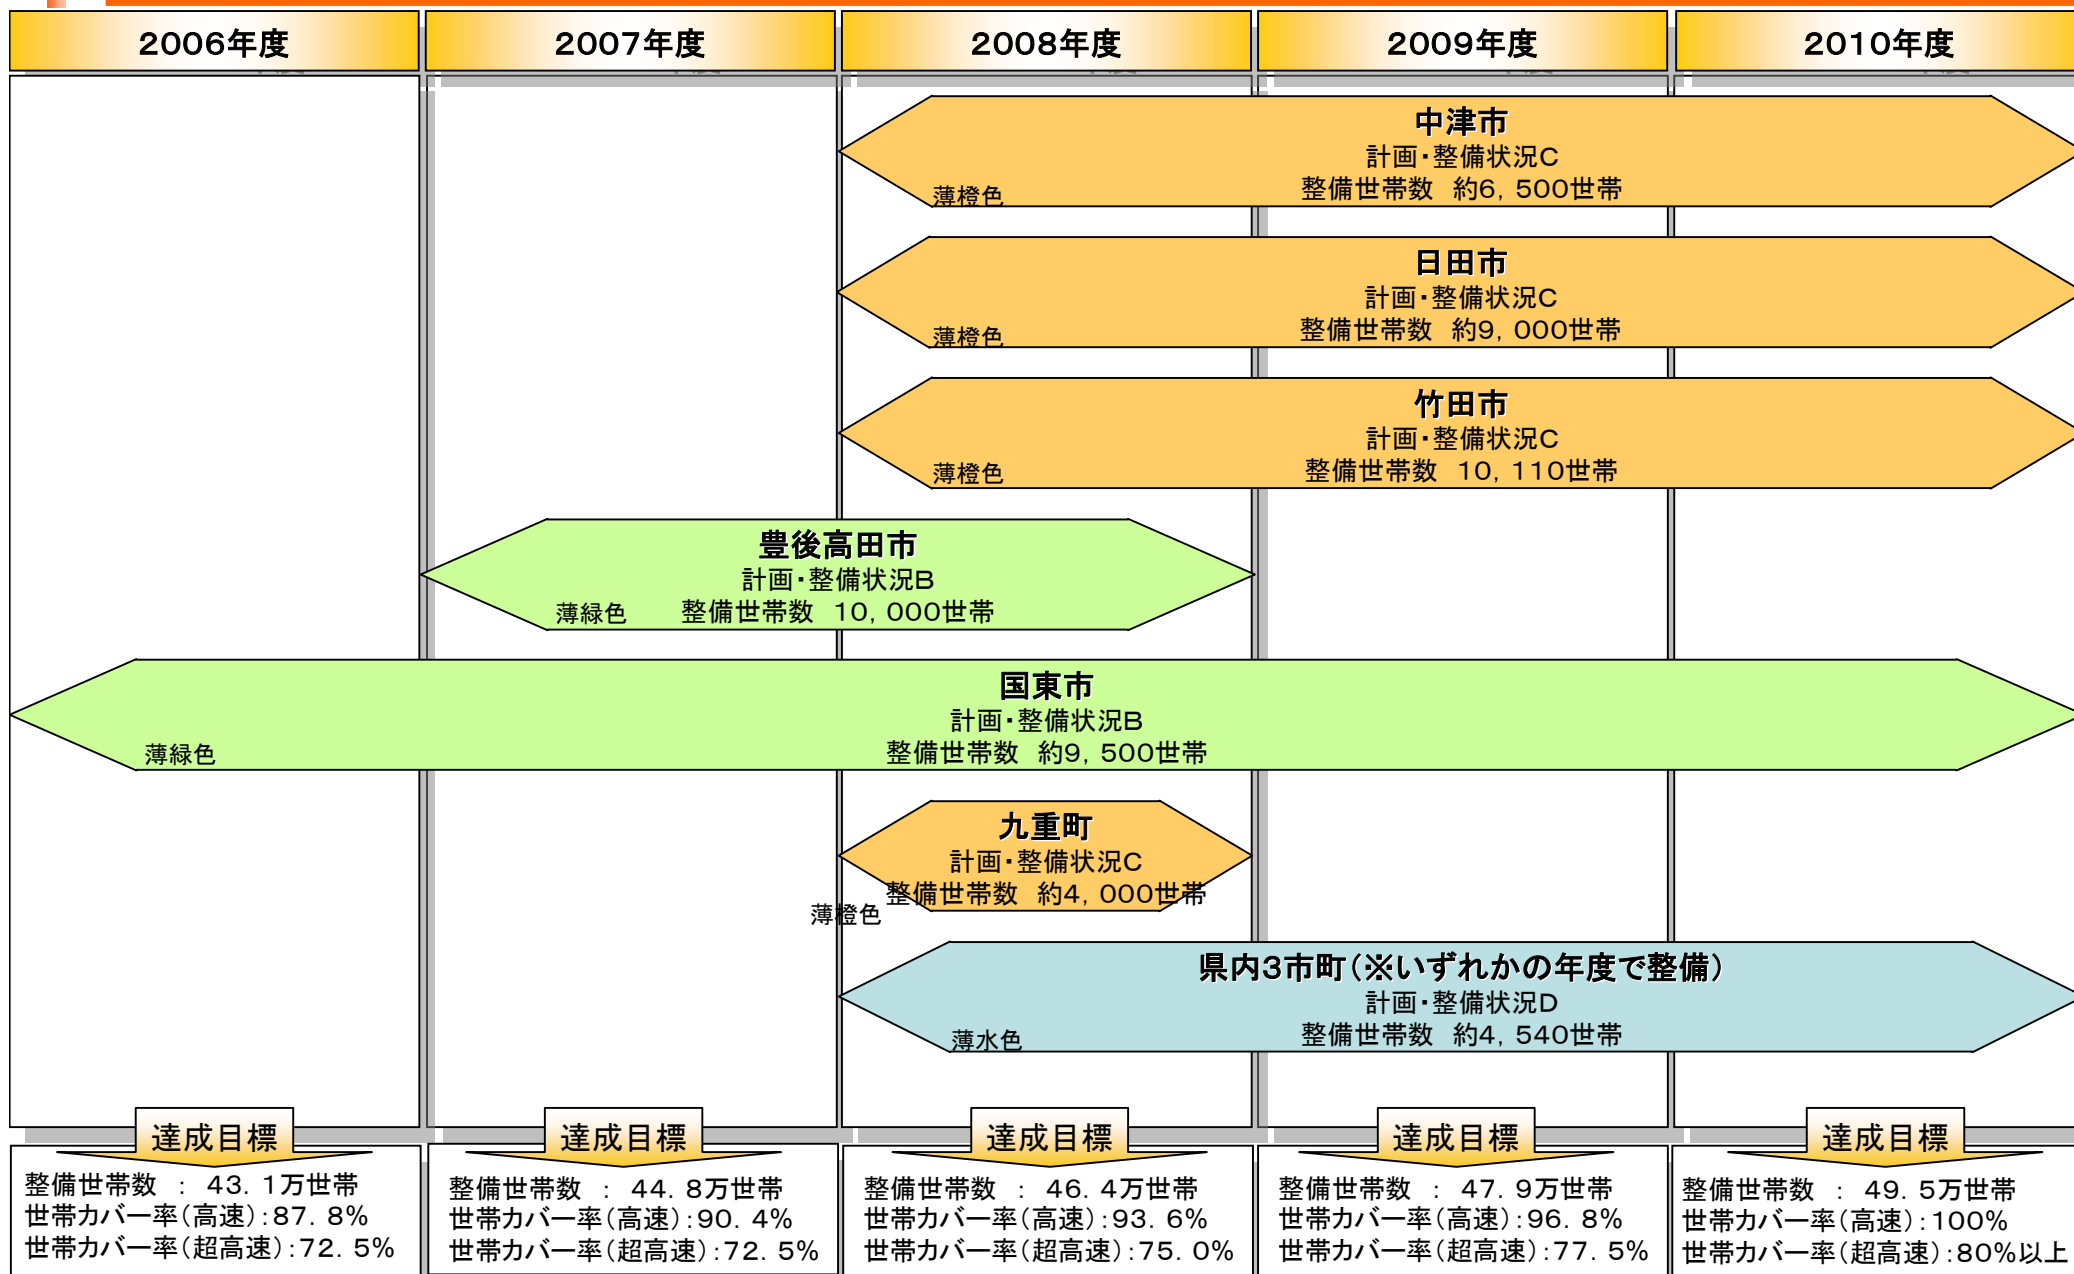 2006年度
2007年度
2008年度
2009年度
2010年度
中津市
計画・整備状況C
整備世帯数　約6，500世帯
薄橙色
日田市
計画・整備状況C
整備世帯数　約9，000世帯
薄橙色
竹田市
計画・整備状況C
整備世帯数　10，110世帯
薄橙色
豊後高田市
計画・整備状況B
整備世帯数　10，000世帯
薄緑色
国東市
計画・整備状況B
整備世帯数　約9，500世帯
薄緑色
九重町
計画・整備状況C
整備世帯数　約4，000世帯
薄橙色
県内3市町（※いずれかの年度で整備）
計画・整備状況D
整備世帯数　約4，540世帯
薄水色
達成目標
整備世帯数　：　43．1万世帯
世帯カバー率（高速）：87．8%
世帯カバー率（超高速）：72．5%
達成目標
整備世帯数　：　44．8万世帯
世帯カバー率（高速）：90．4%
世帯カバー率（超高速）：72．5%
達成目標
整備世帯数　：　46．4万世帯
世帯カバー率（高速）：93．6%
世帯カバー率（超高速）：75．0%
達成目標
整備世帯数　：　47．9万世帯
世帯カバー率（高速）：96．8%
世帯カバー率（超高速）：77．5%
達成目標
整備世帯数　：　49．5万世帯
世帯カバー率（高速）：100%
世帯カバー率（超高速）：80%以上